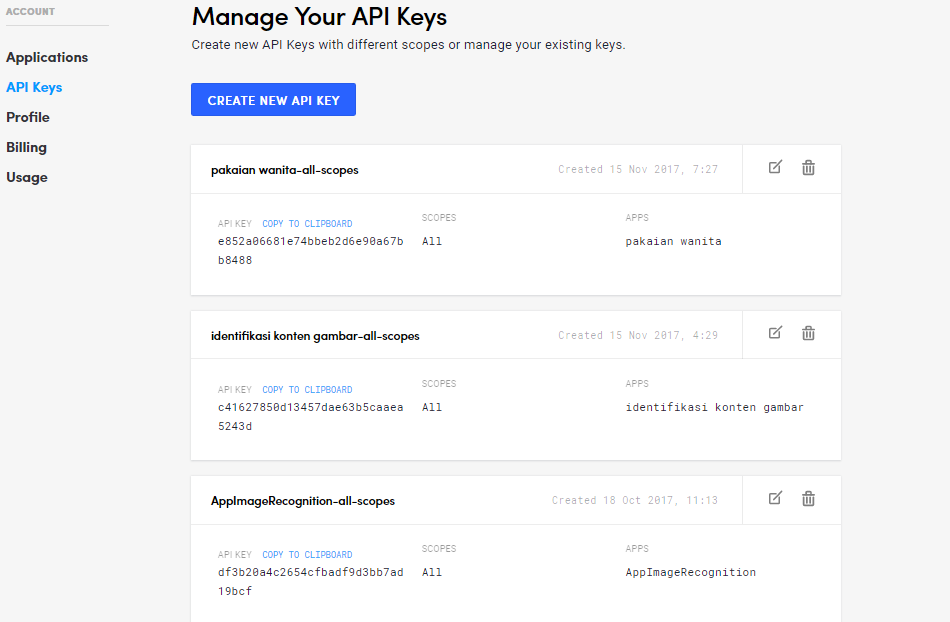 ACCOUNT
Applications
API Keys
Profile
Billing
Usage
Manage Your API Keys
Create new API Keys with different scopes or manage your existing keys.
CREATE NEW API KEY
pakaian wanita-all-scopes
Created 15 Nov 2017, 7:27
API KEY COPY TO CLIPBOARD
e852a06681e74bbeb2d6e90a67b
b8488
SCOPES
All
APPS
pakaian wanita
identifikasi konten gambar-all-scopes
Created 15 Nov 2017, 4:29
API KEY COPY TO CLIPBOARD
c41627850d13457dae63b5caaea
5243d
SCOPES
All
APPS
identifikasi konten gambar
AppImageRecognition-all-scopes
Created 18 Oct 2017, 11:13
API KEY COPY TO CLIPBOARD
df3b20a4c2654cfbadf9d3bb7ad
19bcf
SCOPES
All
APPS
AppImageRecognition